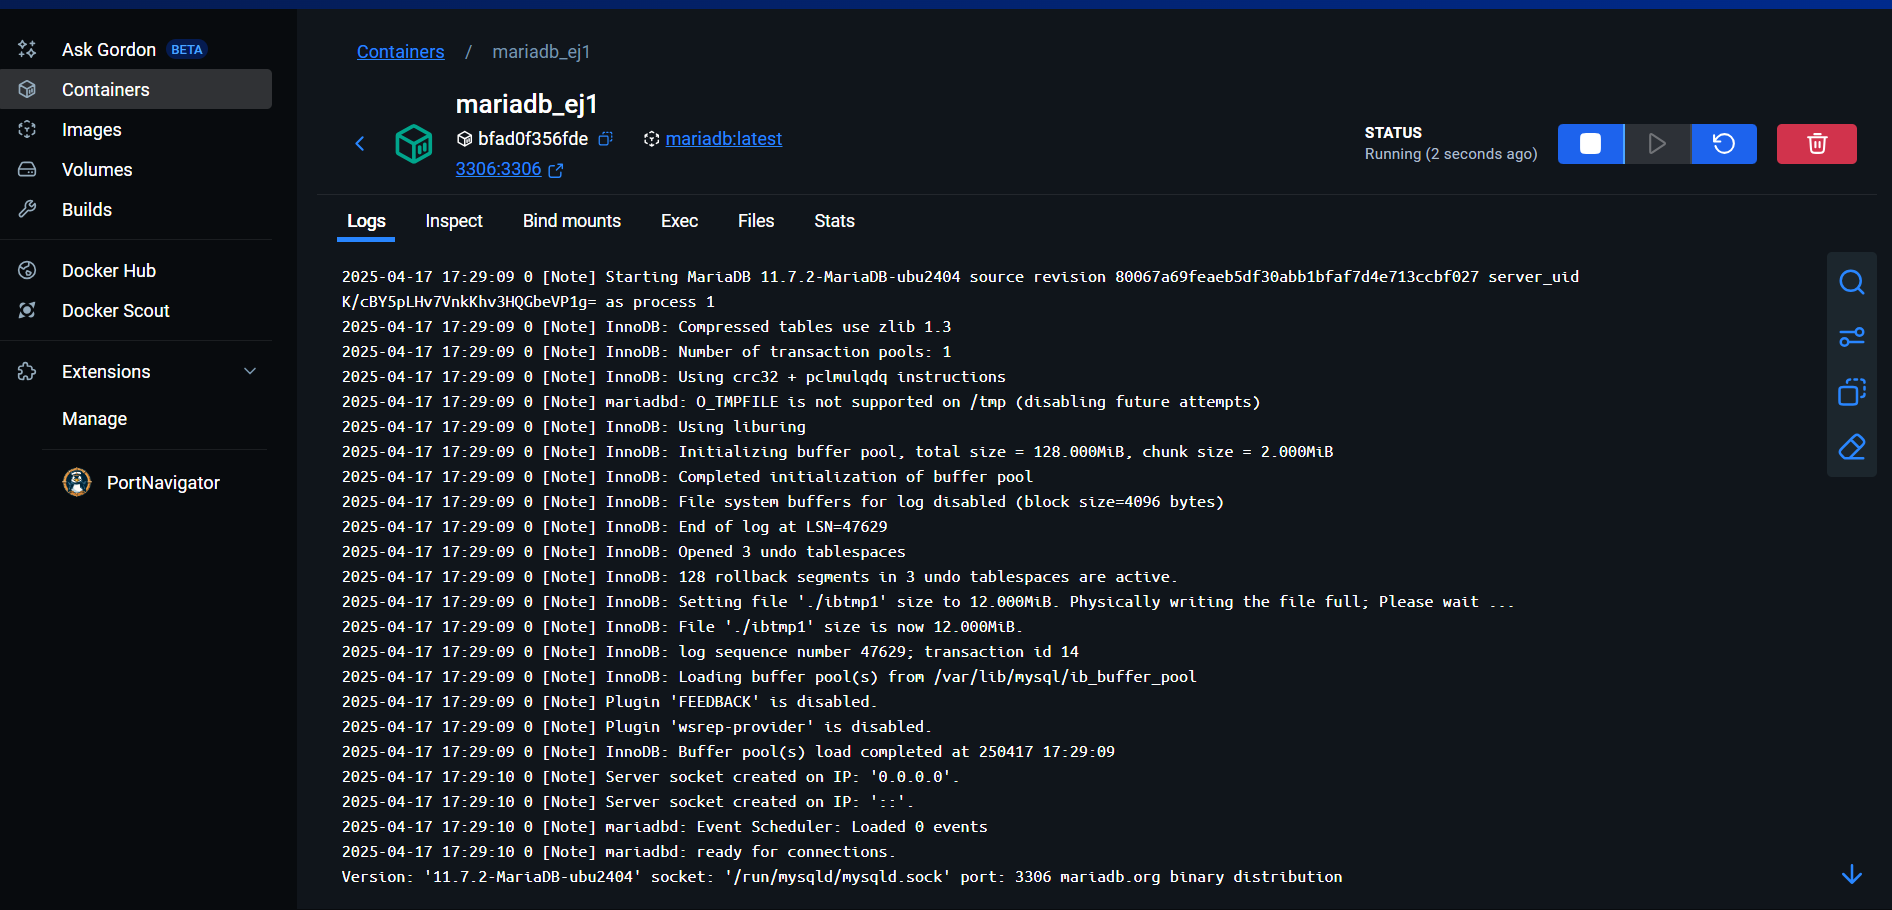 Ask Gordon BETA
Containers
Images
Volumes
Builds
Docker Hub
Docker Scout
Extensions
Manage
PortNavigator
Containers / mariadb_ej1
mariadb_ej1
bfad0f356fde mariadb:latest
3306:3306
STATUS
Running (2 seconds ago)
Logs Inspect Bind mounts Exec Files Stats
2025-04-17 17:29:09 0 [Note] Starting MariaDB 11.7.2-MariaDB-ubu2404 source revision 80067a69feaeb5df30abb1bfaf7d4e713ccbf027 server_uid
K/cBY5pLHv7VnkKhv3HQGbeVP1g= as process 1
2025-04-17 17:29:09 0 [Note] InnoDB: Compressed tables use zlib 1.3
2025-04-17 17:29:09 0 [Note] InnoDB: Number of transaction pools: 1
2025-04-17 17:29:09 0 [Note] InnoDB: Using crc32 + pclmulqdq instructions
2025-04-17 17:29:09 0 [Note] mariadbd: O_TMPFILE is not supported on /tmp (disabling future attempts)
2025-04-17 17:29:09 0 [Note] InnoDB: Using liburing
2025-04-17 17:29:09 0 [Note] InnoDB: Initializing buffer pool, total size = 128.000MiB, chunk size = 2.000MiB
2025-04-17 17:29:09 0 [Note] InnoDB: Completed initialization of buffer pool
2025-04-17 17:29:09 0 [Note] InnoDB: File system buffers for log disabled (block size=4096 bytes)
2025-04-17 17:29:09 0 [Note] InnoDB: End of log at LSN=47629
2025-04-17 17:29:09 0 [Note] InnoDB: Opened 3 undo tablespaces
2025-04-17 17:29:09 0 [Note] InnoDB: 128 rollback segments in 3 undo tablespaces are active.
2025-04-17 17:29:09 0 [Note] InnoDB: Setting file './ibtmp1' size to 12.000MiB. Physically writing the file full; Please wait ...
2025-04-17 17:29:09 0 [Note] InnoDB: File './ibtmp1' size is now 12.000MiB.
2025-04-17 17:29:09 0 [Note] InnoDB: log sequence number 47629; transaction id 14
2025-04-17 17:29:09 0 [Note] InnoDB: Loading buffer pool(s) from /var/lib/mysql/ib_buffer_pool
2025-04-17 17:29:09 0 [Note] Plugin 'FEEDBACK' is disabled.
2025-04-17 17:29:09 0 [Note] Plugin 'wsrep-provider' is disabled.
2025-04-17 17:29:09 0 [Note] InnoDB: Buffer pool(s) load completed at 250417 17:29:09
2025-04-17 17:29:10 0 [Note] Server socket created on IP: '0.0.0.0'.
2025-04-17 17:29:10 0 [Note] Server socket created on IP: '::'.
2025-04-17 17:29:10 0 [Note] mariadbd: Event Scheduler: Loaded 0 events
2025-04-17 17:29:10 0 [Note] mariadbd: ready for connections.
Version: '11.7.2-MariaDB-ubu2404' socket: '/run/mysqld/mysqld.sock' port: 3306 mariadb.org binary distribution